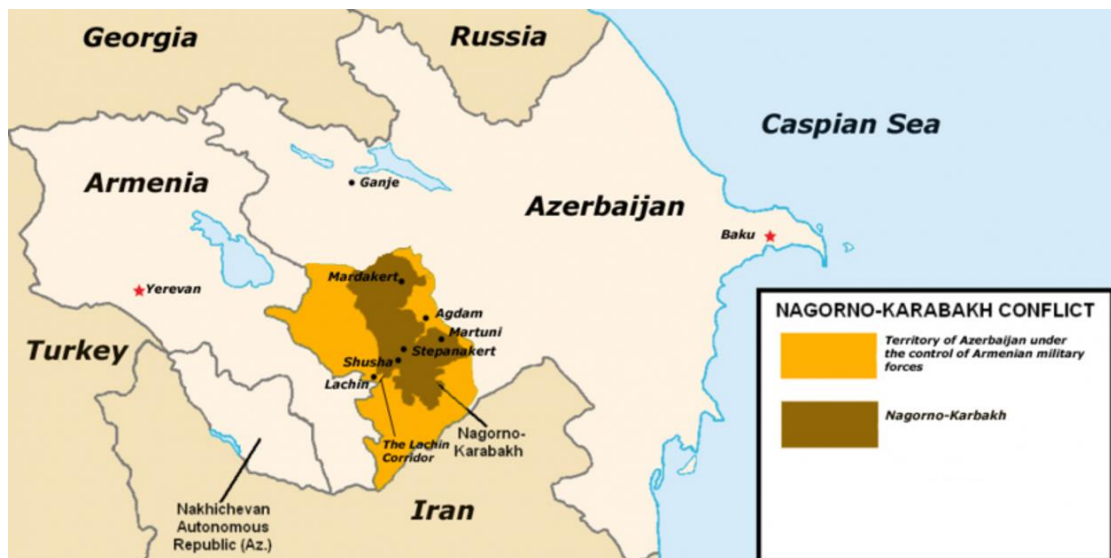 Georgia
Russia
Caspian Sea
Armenia
Ganje
Azerbaijan
Baku
Mardakert
Yerevan
Agdam
Martuni
Turkey
Stepanakert
Shusha
Lachin
The Lachin
Corridor
Nagorno-
Karabakh
Iran
Nakhichevan
Autonomous
Republic (Az.)
NAGORNO-KARABAKH CONFLICT
Territory of Azerbaijan under
the control of Armenian military
forces
Nagorno-Karbakh